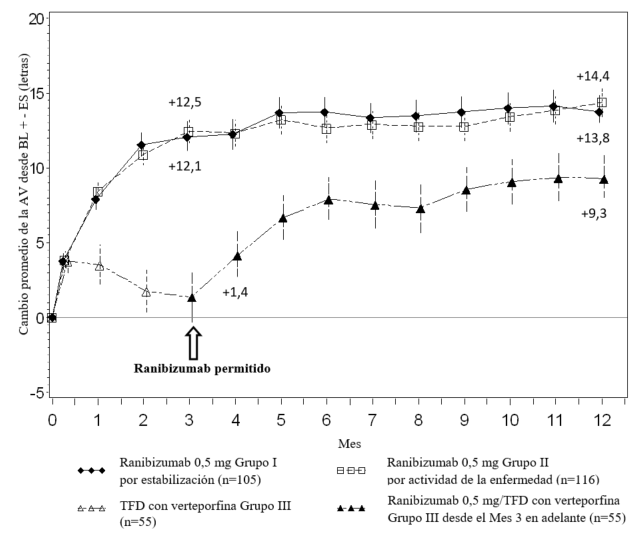 20
15
10
5
0
-5
Cambio promedio de la AV desde BL + - ES (letras)
+14,4
+12,5
+12,1
+13,8
+9,3
+1,4
Ranibizumab permitido
0 1 2 3 4 5 6 7 8 9 10 11 12
Mes
Ranibizumab 0,5 mg Grupo I
por estabilización (n=105)
Ranibizumab 0,5 mg Grupo II
por actividad de la enfermedad (n=116)
TFD con verteporfina Grupo III
(n=55)
Ranibizumab 0,5 mg/TFD con verteporfina
Grupo III desde el Mes 3 en adelante (n=55)